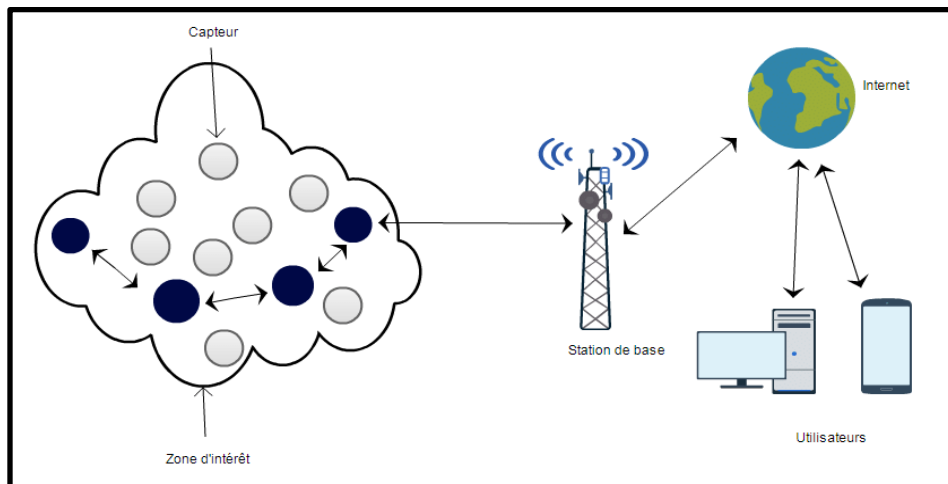 Capteur
Internet
Station de base
Utilisateurs
Zone d'intérêt